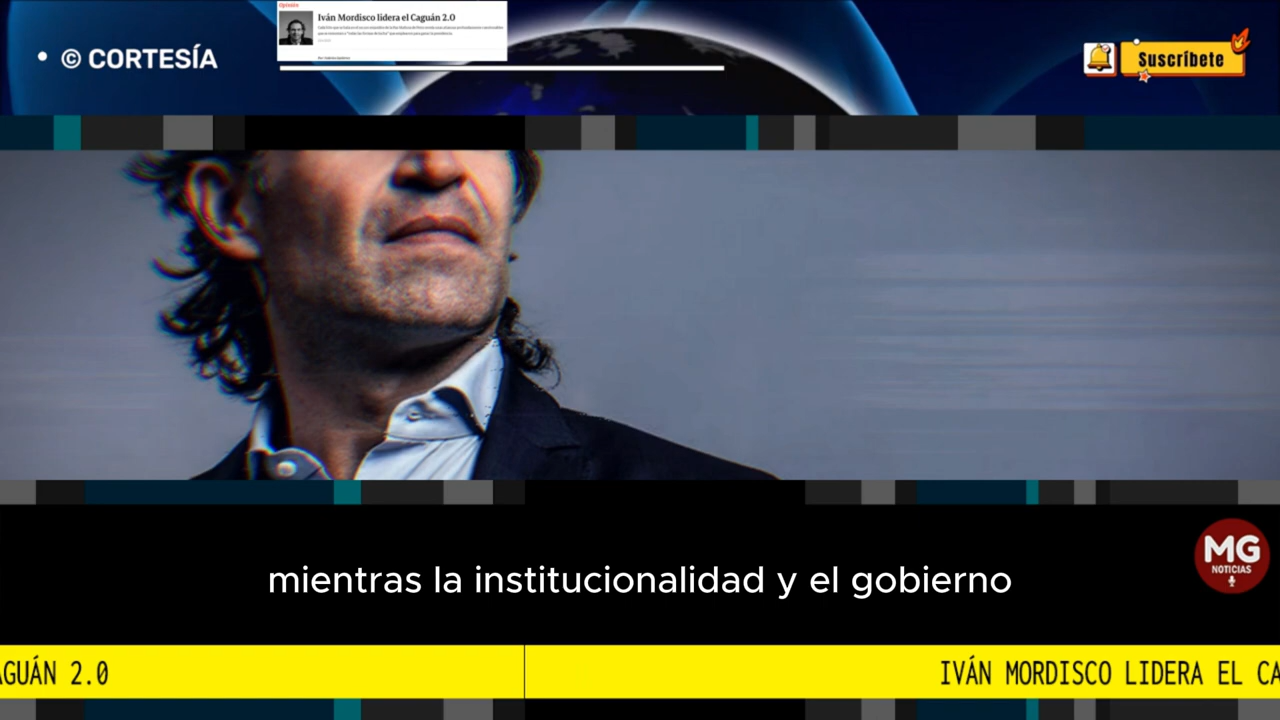 • © CORTESÍA
Opinión
Iván Mordisco lidera el Caguán 2.0
Suscríbete
mientras la institucionalidad y el gobierno
MG
NOTICIAS
AGUÁN 2.0
IVÁN MORDISCO LIDERA EL CA